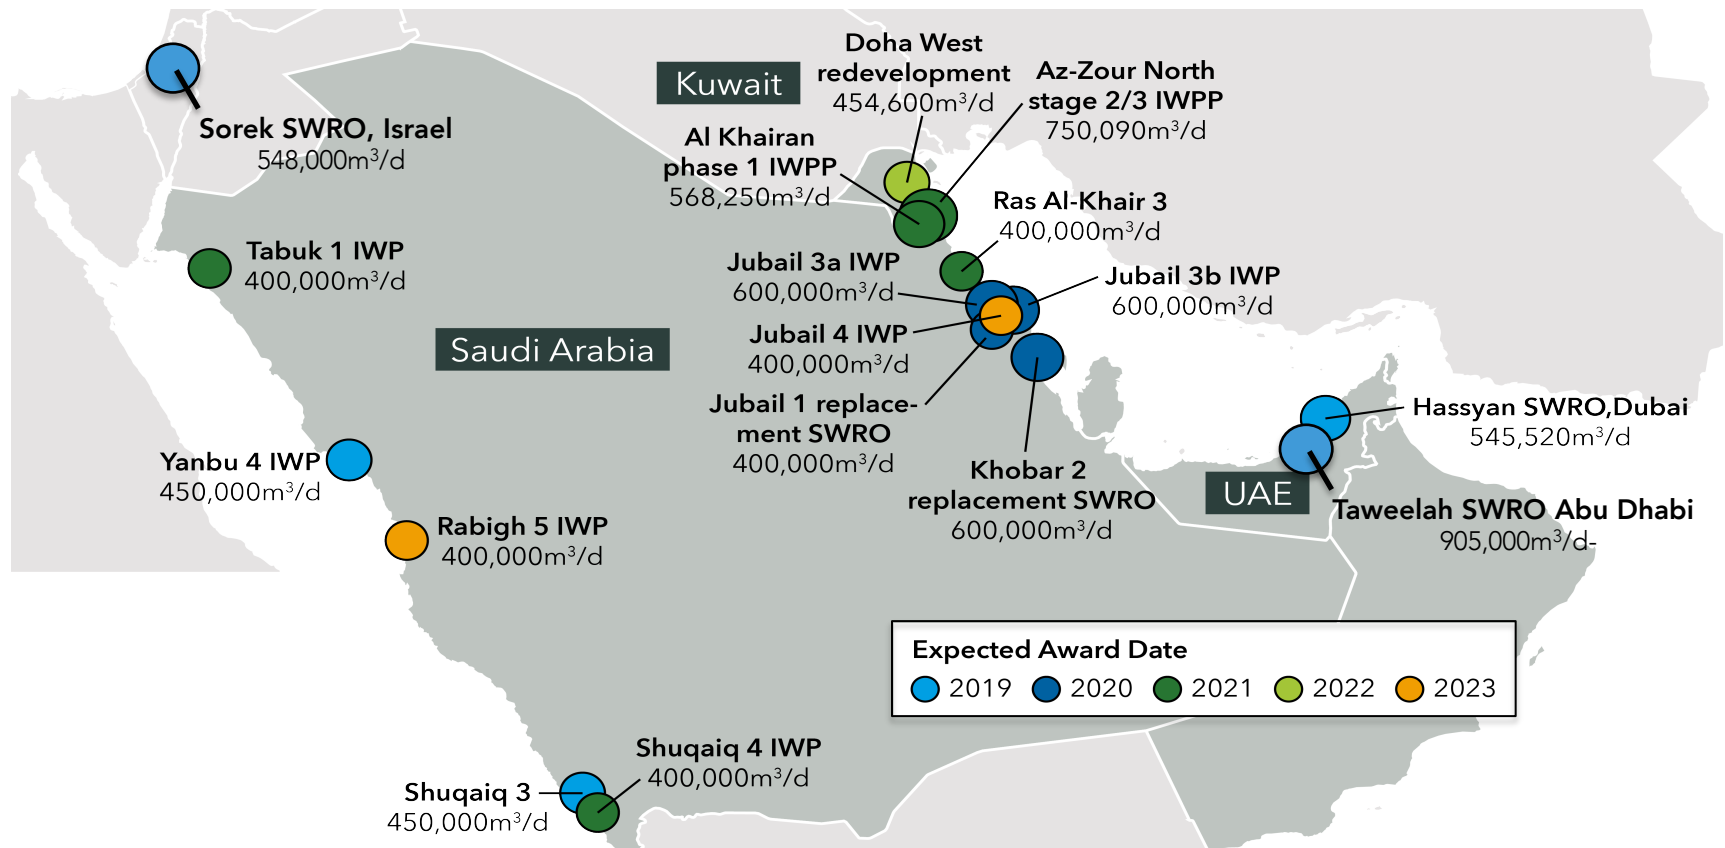 Kuwait
Doha West
redevelopment
454,600m³/d
Az-Zour North
stage 2/3 IWPP
750,090m³/d
Sorek SWRO, Israel
548,000m³/d
Al Khairan
phase 1 IWPP
568,250m³/d
Ras Al-Khair 3
400,000m³/d
Tabuk 1 IWP
400,000m³/d
Jubail 3a IWP
600,000m³/d
Jubail 3b IWP
600,000m³/d
Saudi Arabia
Jubail 4 IWP
400,000m³/d
Jubail 1 replace-
ment SWRO
400,000m³/d
Hassyan SWRO,Dubai
545,520m³/d
Yanbu 4 IWP
450,000m³/d
Khobar 2
replacement SWRO
600,000m³/d
UAE
Taweelah SWRO Abu Dhabi
905,000m³/d-
Rabigh 5 IWP
400,000m³/d
Expected Award Date
2019 2020 2021 2022 2023
Shuqaiq 4 IWP
400,000m³/d
Shuqaiq 3
450,000m³/d